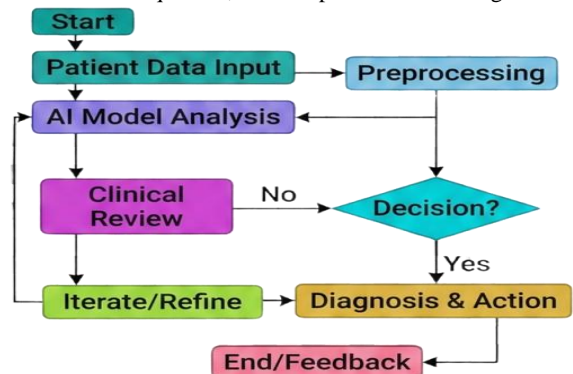 Start
Patient Data Input
Preprocessing
AI Model Analysis
Clinical
Review
No
Decision?
Yes
Iterate/Refine
Diagnosis & Action
End/Feedback